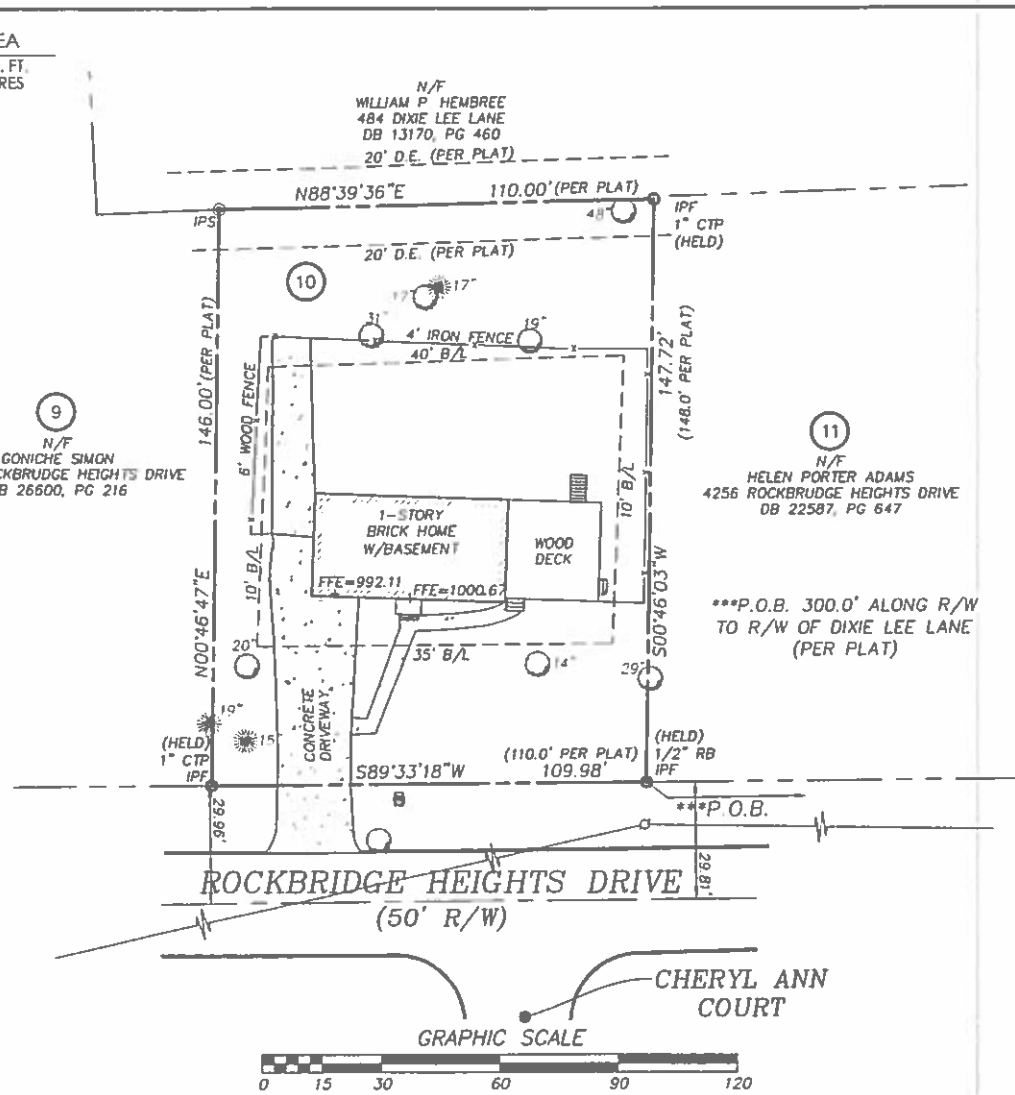 EA
. FT.
RES
N/F
WILLIAM P HEMBREE
484 DIXIE LEE LANE
DB 13170, PG 460
20' D.E. (PER PLAT)
N88°39'36"E
110.00' (PER PLAT)
IPS
48"
IPF
1" CTP
(HELD)
20' D.E. (PER PLAT)
10
17"
17"
31"
4' IRON FENCE
19"
40' B/L
146.00' (PER PLAT)
147.72'
(148.0' PER PLAT)
6' WOOD FENCE
9
N/F
GONICHE SIMON
CKBRUDGE HEIGHTS DRIVE
B 26600, PG 216
11
N/F
HELEN PORTER ADAMS
4256 ROCKBRUDGE HEIGHTS DRIVE
DB 22587, PG 647
10' B/L
1-STORY
BRICK HOME
W/BASEMENT
WOOD
DECK
FFE=992.11
FFE=1000.67
10' B/L
N00°46'47"E
S00°46'03"W
***P.O.B. 300.0' ALONG R/W
TO R/W OF DIXIE LEE LANE
(PER PLAT)
35' B/L
20"
14"
29"
19"
15
CONCRETE
DRIVEWAY
(HELD)
1" CTP
IPF
(110.0' PER PLAT)
S89°33'18"W
109.98'
(HELD)
1/2" RB
IPF
***P.O.B.
29.96'
29.81'
ROCKBRIDGE HEIGHTS DRIVE
(50' R/W)
CHERYL ANN
COURT
GRAPHIC SCALE
0 15 30 60 90 120